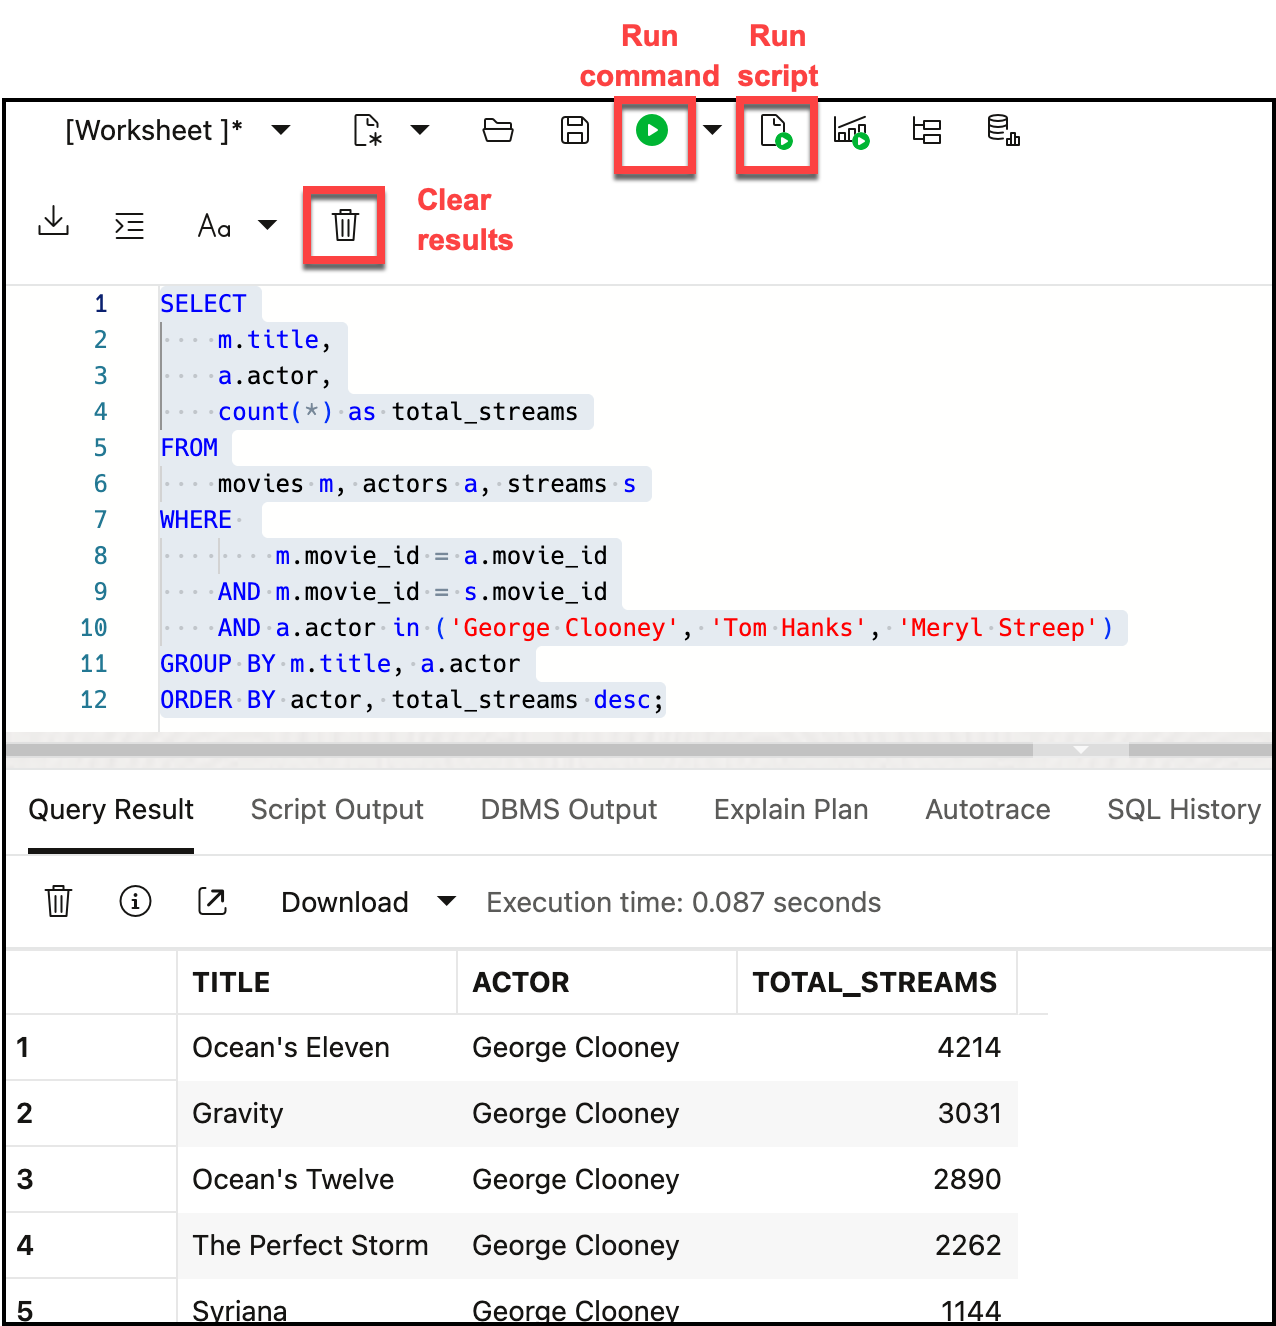 Run command
Run script
[Worksheet ]*
Aa
Clear results
1 SELECT
2 m.title,
3 a.actor,
4 count(*) as total_streams
5 FROM
6 movies m, actors a, streams s
7 WHERE
8 m.movie_id = a.movie_id
9 AND m.movie_id = s.movie_id
10 AND a.actor in ('George Clooney', 'Tom Hanks', 'Meryl Streep')
11 GROUP BY m.title, a.actor
12 ORDER BY actor, total_streams desc;
Query Result Script Output DBMS Output Explain Plan Autotrace SQL History
Download Execution time: 0.087 seconds
TITLE ACTOR TOTAL_STREAMS
1 Ocean's Eleven George Clooney 4214
2 Gravity George Clooney 3031
3 Ocean's Twelve George Clooney 2890
4 The Perfect Storm George Clooney 2262
5 Syriana George Clooney 1144